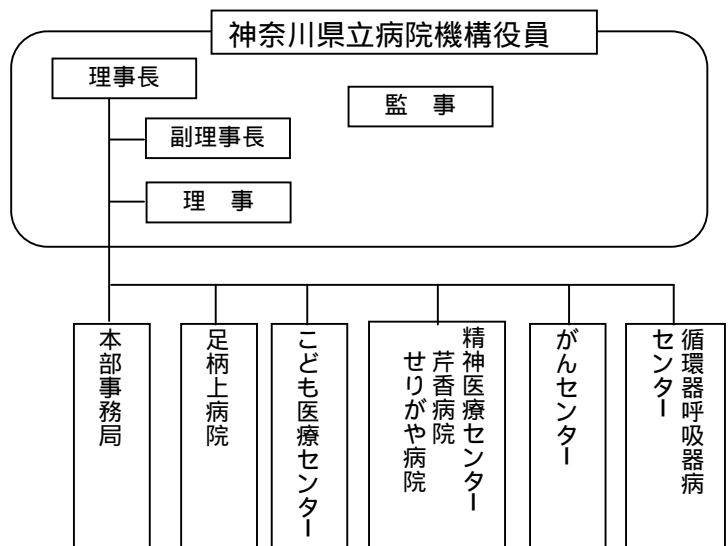 神奈川県立病院機構役員
理事長
監　事
副理事長
理　事
本部事務局
足柄上病院
こども医療センター
精神医療センター
芹香病院
せりがや病院
がんセンター
循環器呼吸器病
センター